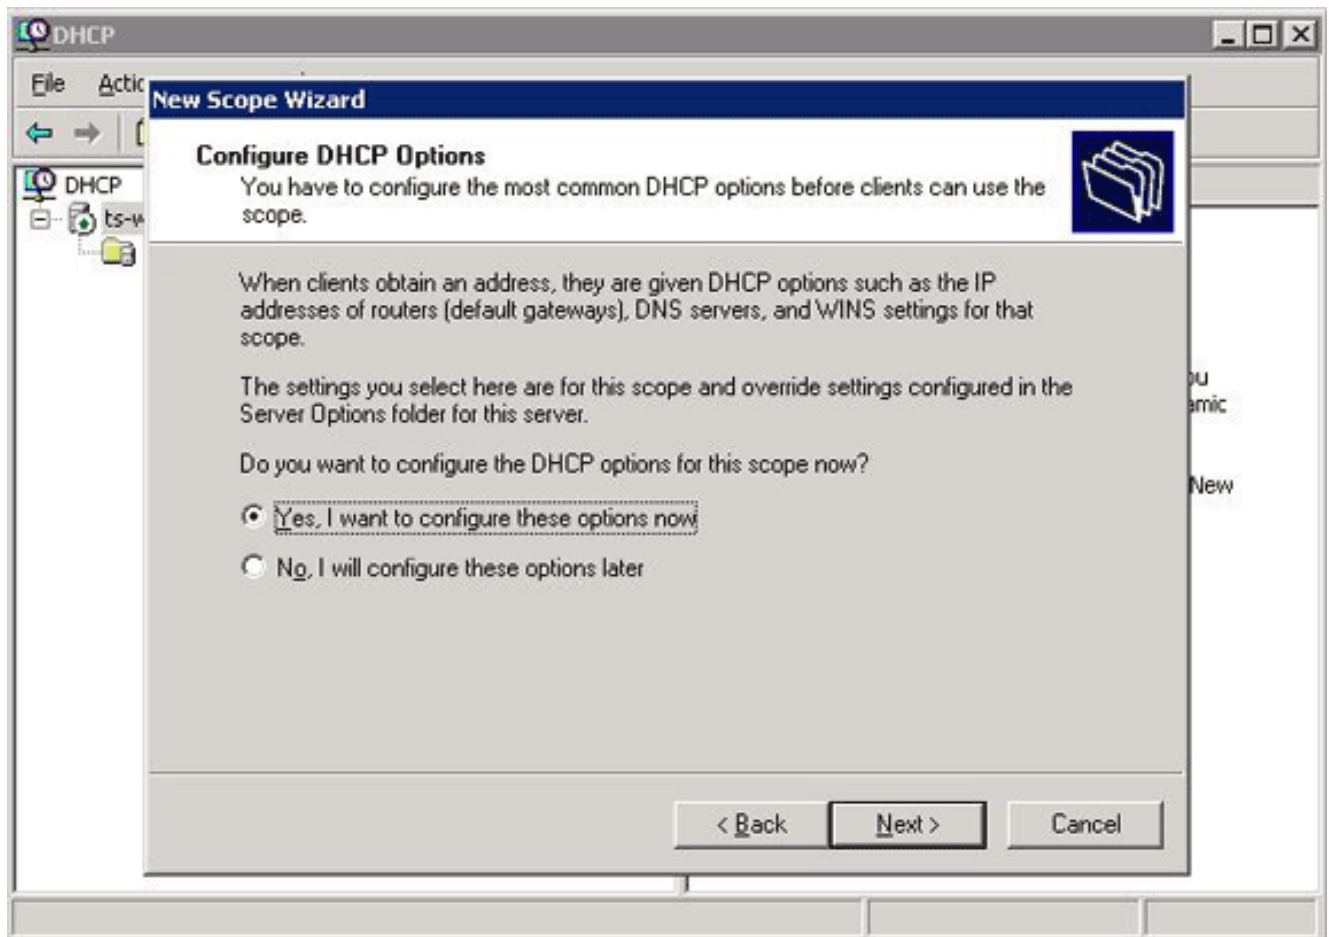 DHCP
File
New Scope Wizard
Configure DHCP Options
You have to configure the most common DHCP options before clients can use the
scope.
DHCP
When clients obtain an address, they are given DHCP options such as the IP
addresses of routers (default gateways), DNS servers, and WINS settings for that
scope.
The settings you select here are for this scope and override settings configured in the
Server Options folder for this server.
Do you want to configure the DHCP options for this scope now?
New
Yes, I want to configure these options now
No, I will configure these options later
< Back Next > Cancel